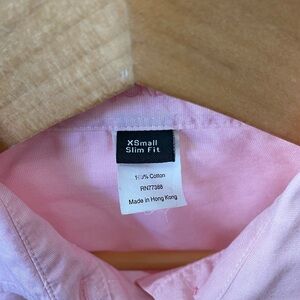 XSmall
Slim Fit
100% Cotton
RN77388
Made in Hong Kong